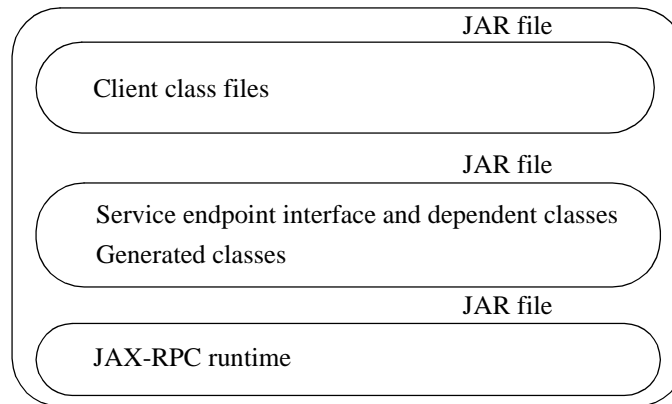 JAR file
Client class files
JAR file
Service endpoint interface and dependent classes
Generated classes
JAR file
JAX-RPC runtime